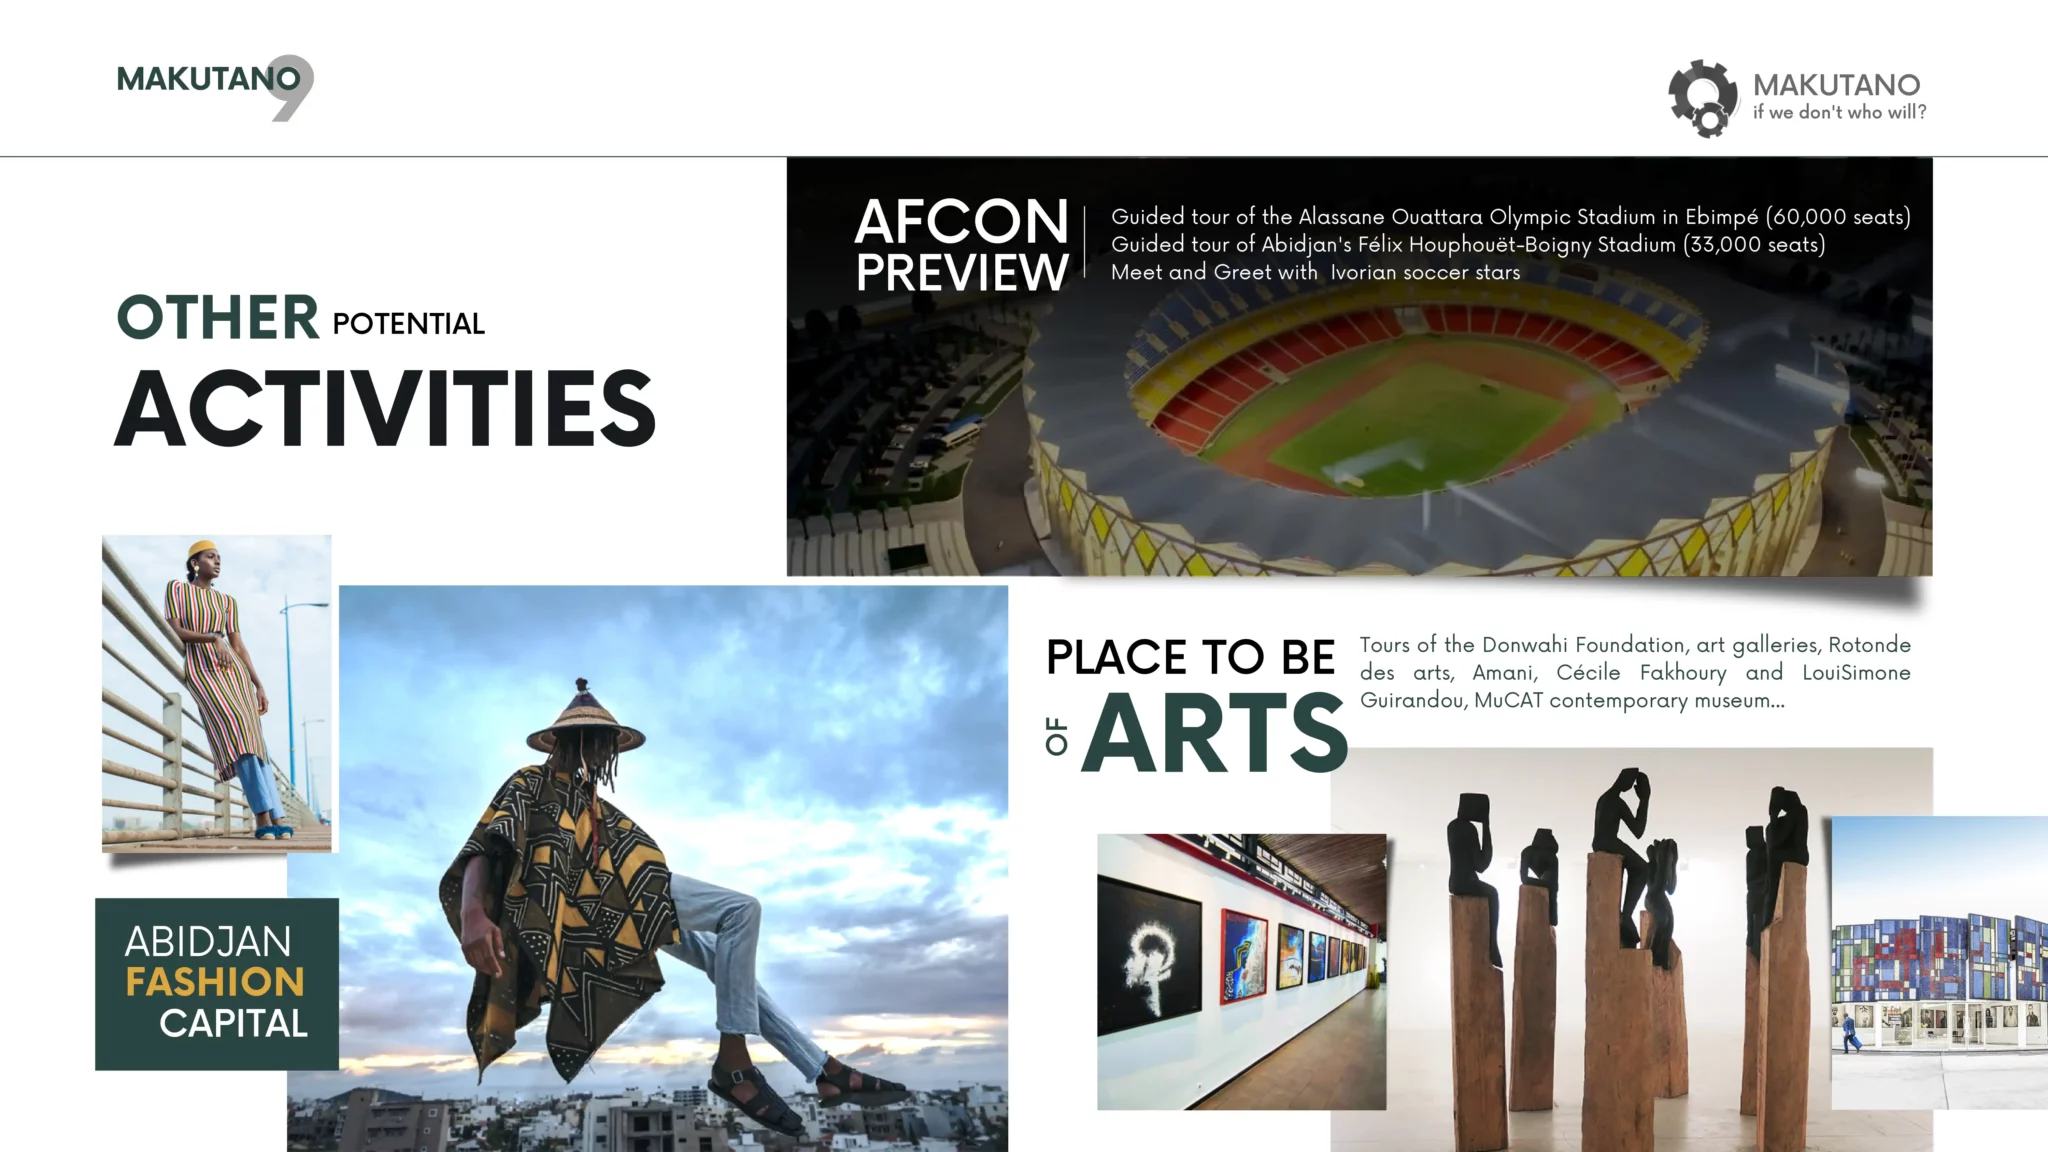 MAKUTANO9
MAKUTANO
if we don't who will?
OTHER POTENTIAL
ACTIVITIES
AFCON
PREVIEW
Guided tour of the Alassane Ouattara Olympic Stadium in Ebimpé (60,000 seats)
Guided tour of Abidjan's Félix Houphouët-Boigny Stadium (33,000 seats)
Meet and Greet with Ivorian soccer stars
ABIDJAN
FASHION
CAPITAL
PLACE TO BE
OF ARTS
Tours of the Donwahi Foundation, art galleries, Rotonde
des arts, Amani, Cécile Fakhoury and LouiSimone
Guirandou, MuCAT contemporary museum...